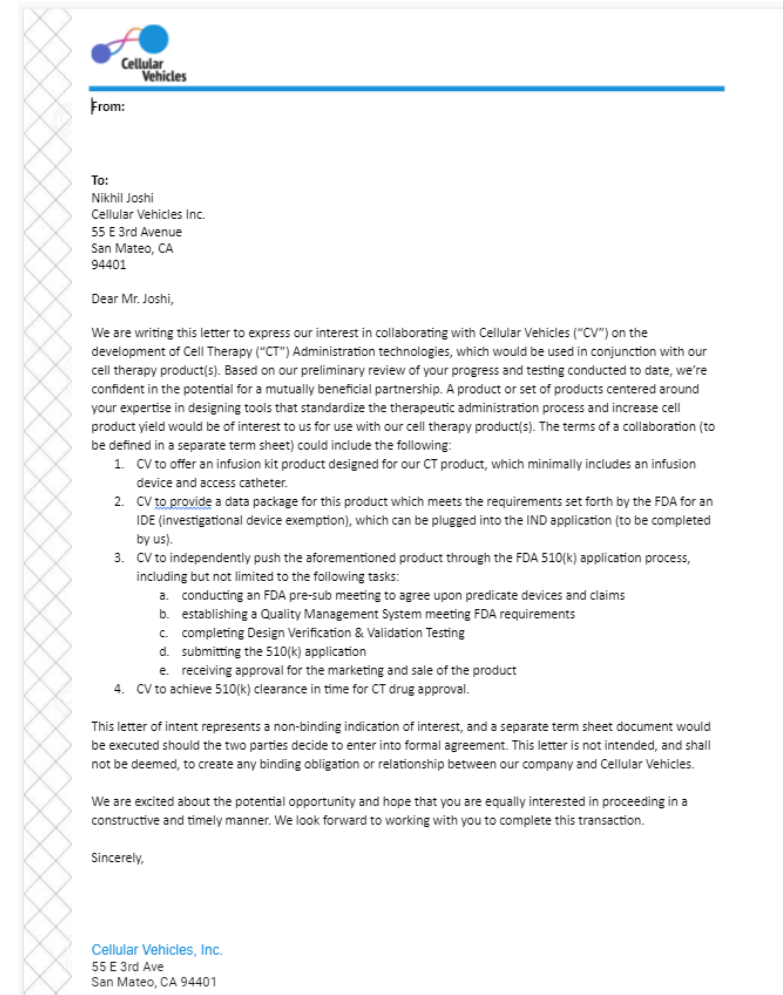 Cellular
Vehicles
From:
To:
Nikhil Joshi
Cellular Vehicles Inc.
55 E 3rd Avenue
San Mateo, CA
94401
Dear Mr. Joshi,
We are writing this letter to express our interest in collaborating with Cellular Vehicles (“CV”) on the
development of Cell Therapy (“CT”) Administration technologies, which would be used in conjunction with our
cell therapy product(s). Based on our preliminary review of your progress and testing conducted to date, we’re
confident in the potential for a mutually beneficial partnership. A product or set of products centered around
your expertise in designing tools that standardize the therapeutic administration process and increase cell
product yield would be of interest to us for use with our cell therapy product(s). The terms of a collaboration (to
be defined in a separate term sheet) could include the following:
1. CV to offer an infusion kit product designed for our CT product, which minimally includes an infusion
device and access catheter.
2. CV to provide a data package for this product which meets the requirements set forth by the FDA for an
IDE (investigational device exemption), which can be plugged into the IND application (to be completed
by us).
3. CV to independently push the aforementioned product through the FDA 510(k) application process,
including but not limited to the following tasks:
a. conducting an FDA pre-sub meeting to agree upon predicate devices and claims
b. establishing a Quality Management System meeting FDA requirements
c. completing Design Verification & Validation Testing
d. submitting the 510(k) application
e. receiving approval for the marketing and sale of the product
4. CV to achieve 510(k) clearance in time for CT drug approval.
This letter of intent represents a non-binding indication of interest, and a separate term sheet document would
be executed should the two parties decide to enter into formal agreement. This letter is not intended, and shall
not be deemed, to create any binding obligation or relationship between our company and Cellular Vehicles.
We are excited about the potential opportunity and hope that you are equally interested in proceeding in a
constructive and timely manner. We look forward to working with you to complete this transaction.
Sincerely,
Cellular Vehicles, Inc.
55 E 3rd Ave
San Mateo, CA 94401